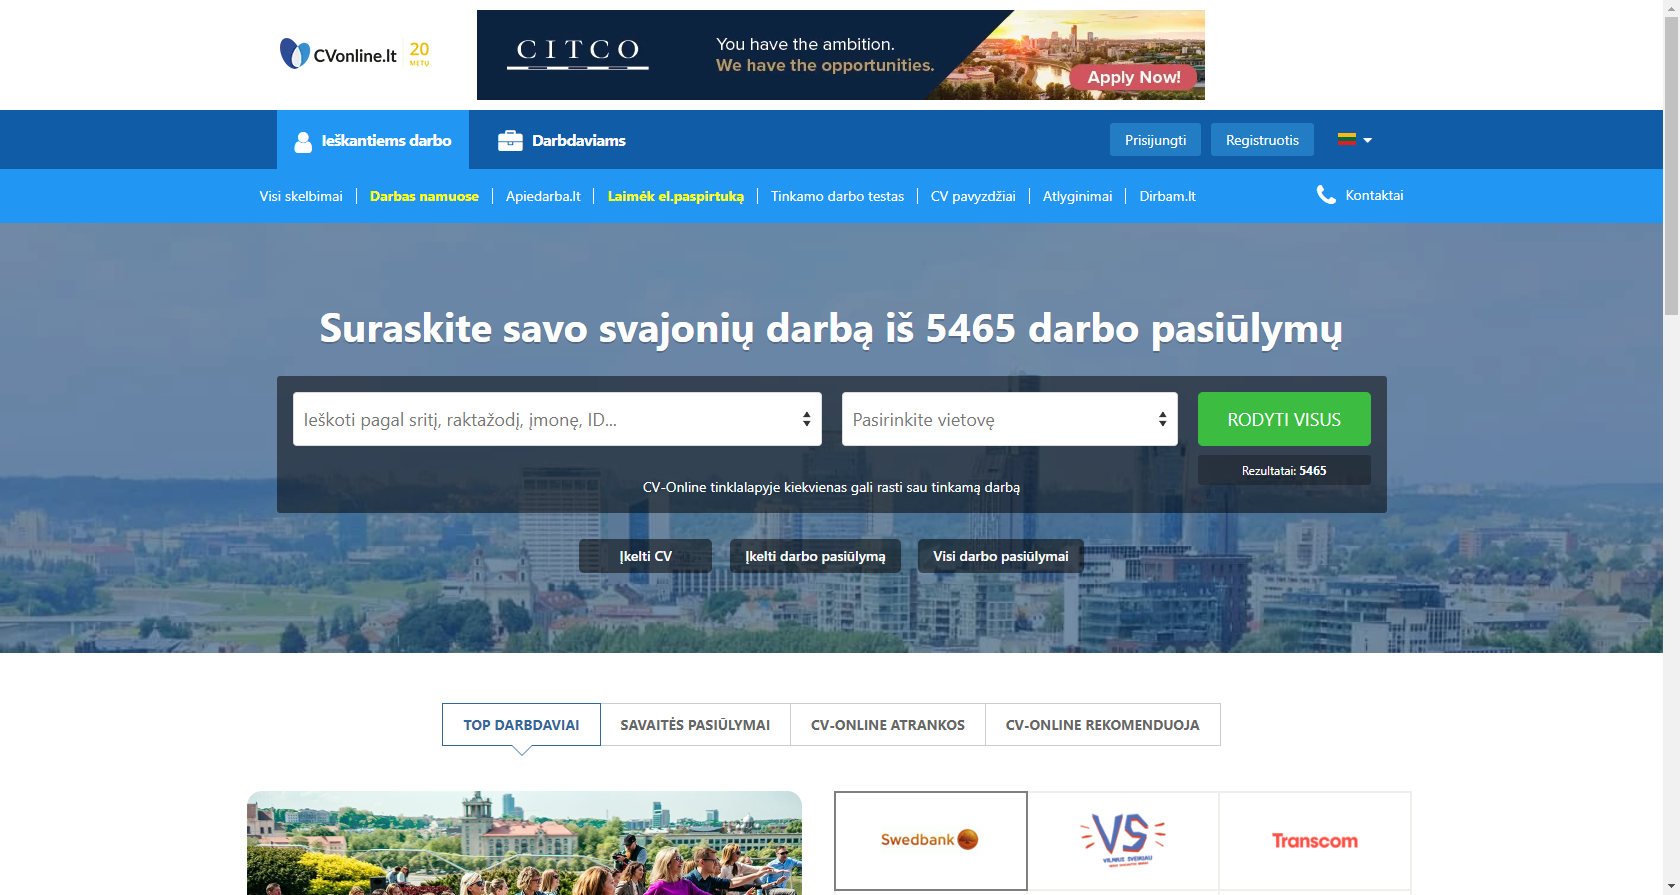 CVonline.lt 20
METŲ
CITCO
You have the ambition.
We have the opportunities.
Apply Now!
Ieškantiems darbo
Darbdaviams
Prisijungti
Registruotis
Visi skelbimai
Darbas namuose
Apiedarba.lt
Laimėk el.paspirtuką
Tinkamo darbo testas
CV pavyzdžiai
Atlyginimai
Dirbam.lt
Kontaktai
Suraskite savo svajonių darbą iš 5465 darbo pasiūlymų
Ieškoti pagal sritį, raktažodį, įmonę, ID...
Pasirinkite vietovę
RODYTI VISUS
Rezultatai: 5465
CV-Online tinklalapyje kiekvienas gali rasti sau tinkamą darbą
Įkelti CV
Įkelti darbo pasiūlymą
Visi darbo pasiūlymai
TOP DARBDAVIAI
SAVAITĖS PASIŪLYMAI
CV-ONLINE ATRANKOS
CV-ONLINE REKOMENDUOJA
Swedbank
VS
VILNIUS SVEIKIAU
Transcom